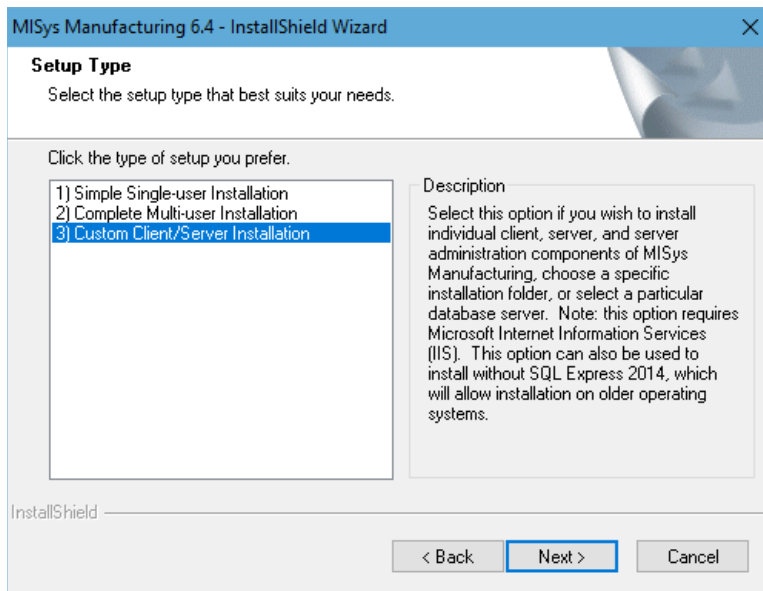 MISys Manufacturing 6.4 - InstallShield Wizard
Setup Type
Select the setup type that best suits your needs.
Click the type of setup you prefer.
1) Simple Single-user Installation
2) Complete Multi-user Installation
3) Custom Client/Server Installation
Description
Select this option if you wish to install
individual client, server, and server
administration components of MISys
Manufacturing, choose a specific
installation folder, or select a particular
database server.  Note: this option requires
Microsoft Internet Information Services
(IIS).  This option can also be used to
install without SQL Express 2014, which
will allow installation on older operating
systems.
InstallShield
< Back
Next >
Cancel